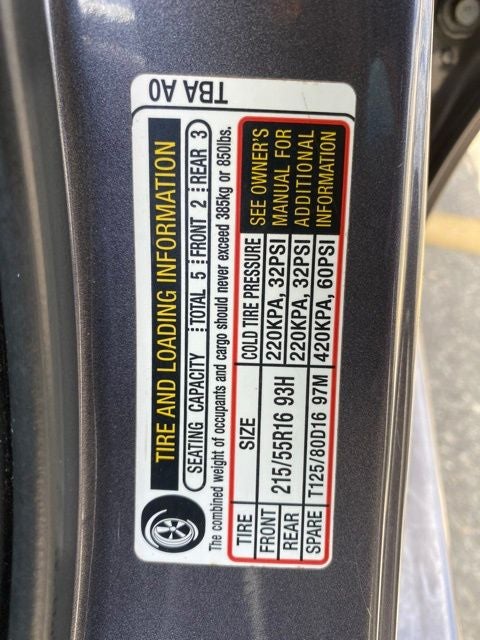 TBA A0
TIRE AND LOADING INFORMATION
SEATING CAPACITY TOTAL 5 FRONT 2 REAR 3
The combined weight of occupants and cargo should never exceed 385kg or 850lbs.
TIRE SIZE COLD TIRE PRESSURE
FRONT 215/55R16 93H 220KPA, 32PSI
REAR 220KPA, 32PSI
SPARE T125/80D16 97M 420KPA, 60PSI
SEE OWNER'S
MANUAL FOR
ADDITIONAL
INFORMATION